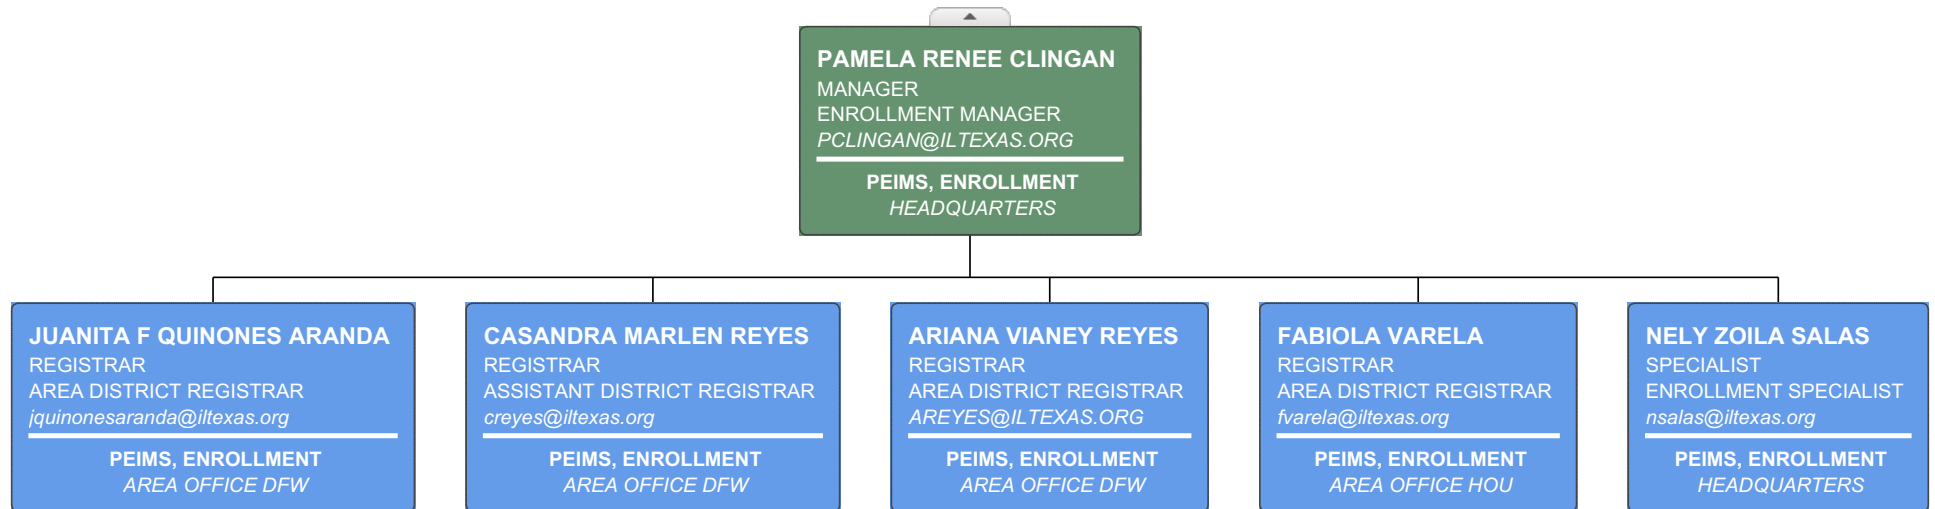 PAMELA RENEE CLINGAN
MANAGER
ENROLLMENT MANAGER
PCLINGAN@ILTEXAS.ORG
PEIMS, ENROLLMENT
HEADQUARTERS
JUANITA F QUINONES ARANDA
REGISTRAR
AREA DISTRICT REGISTRAR
jquinonesaranda@iltexas.org
PEIMS, ENROLLMENT
AREA OFFICE DFW
CASANDRA MARLEN REYES
REGISTRAR
ASSISTANT DISTRICT REGISTRAR
creyes@iltexas.org
PEIMS, ENROLLMENT
AREA OFFICE DFW
ARIANA VIANEY REYES
REGISTRAR
AREA DISTRICT REGISTRAR
AREYES@ILTEXAS.ORG
PEIMS, ENROLLMENT
AREA OFFICE DFW
FABIOLA VARELA
REGISTRAR
AREA DISTRICT REGISTRAR
fvarela@iltexas.org
PEIMS, ENROLLMENT
AREA OFFICE HOU
NELY ZOILA SALAS
SPECIALIST
ENROLLMENT SPECIALIST
nsalas@iltexas.org
PEIMS, ENROLLMENT
HEADQUARTERS